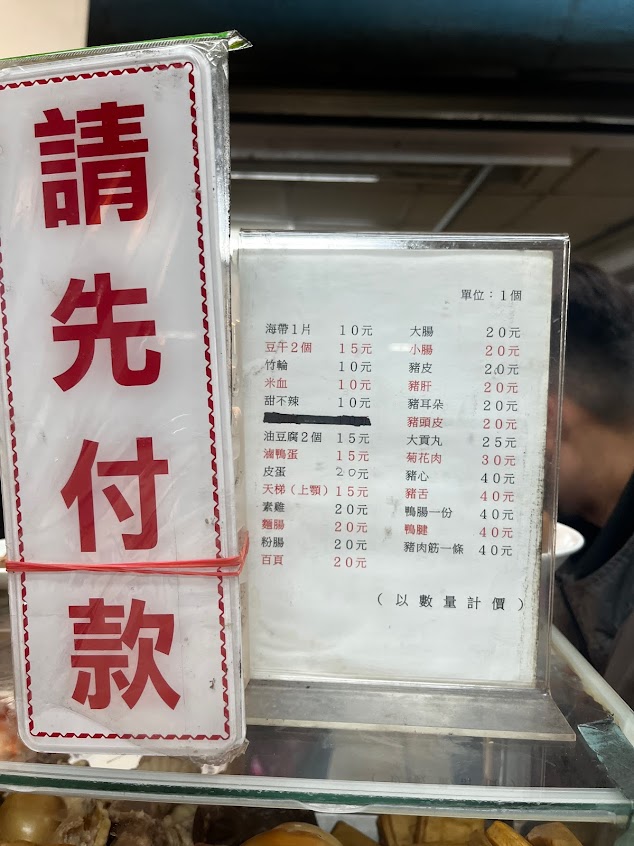 請先付款
單位：1個
海帶1片 10元
豆干2個 15元
竹輪 10元
米血 10元
甜不辣 10元
油豆腐2個 15元
滷鴨蛋 15元
皮蛋 20元
天梯（上顎）15元
素雞 20元
麵腸 20元
粉腸 20元
百頁 20元
大腸 20元
小腸 20元
豬皮 20元
豬肝 20元
豬耳朵 20元
豬頭皮 20元
大貢丸 25元
菊花肉 30元
豬心 40元
豬舌 40元
鴨腸一份 40元
鴨腱 40元
豬肉筋一條 40元
（以數量計價）